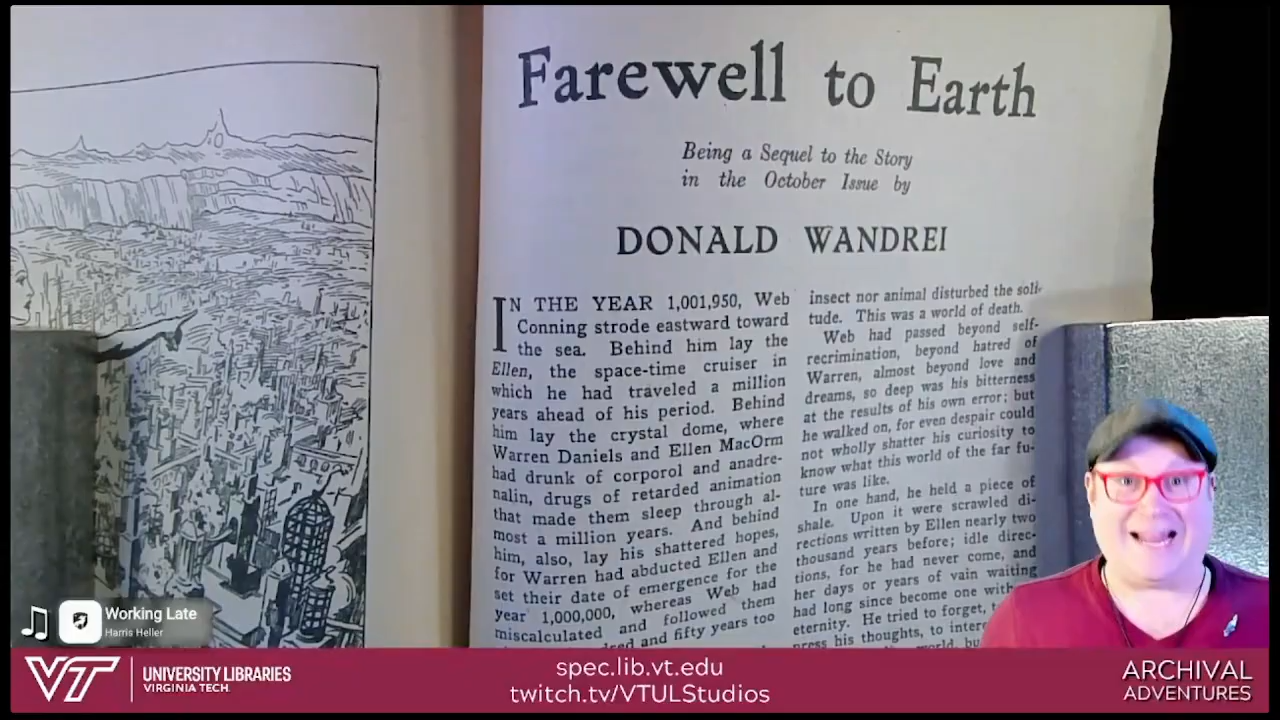 Farewell to Earth
Being a Sequel to the Story
in the October Issue by
DONALD WANDREI
IN THE YEAR 1,001,950, Web
Conning strode eastward toward
the sea. Behind him lay the
Ellen, the space-time cruiser in
which he had traveled a million
years ahead of his period. Behind
him lay the crystal dome, where
Warren Daniels and Ellen MacOrm
had drunk of corporol and anadre-
nalin, drugs of retarded animation
that made them sleep through al-
most a million years. And behind
him, also, lay his shattered hopes,
for Warren had abducted Ellen and
set their date of emergence for the
year 1,000,000, whereas Web had
miscalculated and followed them
and fifty years too
insect nor animal disturbed the soli-
tude. This was a world of death.
Web had passed beyond self-
recrimination, beyond hatred of
Warren, almost beyond love and
dreams, so deep was his bitterness
at the results of his own error; but
he walked on, for even despair could
not wholly shatter his curiosity to
know what this world of the far fu-
ture was like.
In one hand, he held a piece of
shale. Upon it were scrawled di-
rections written by Ellen nearly two
thousand years before; idle direc-
tions, for he had never come, and
her days or years of vain waiting
had long since become one with
eternity. He tried to forget,
his thoughts, to
Working Late
Harris Heller
VT
UNIVERSITY LIBRARIES
VIRGINIA TECH.
spec.lib.vt.edu
twitch.tv/VTULStudios
ARCHIVAL
ADVENTURES